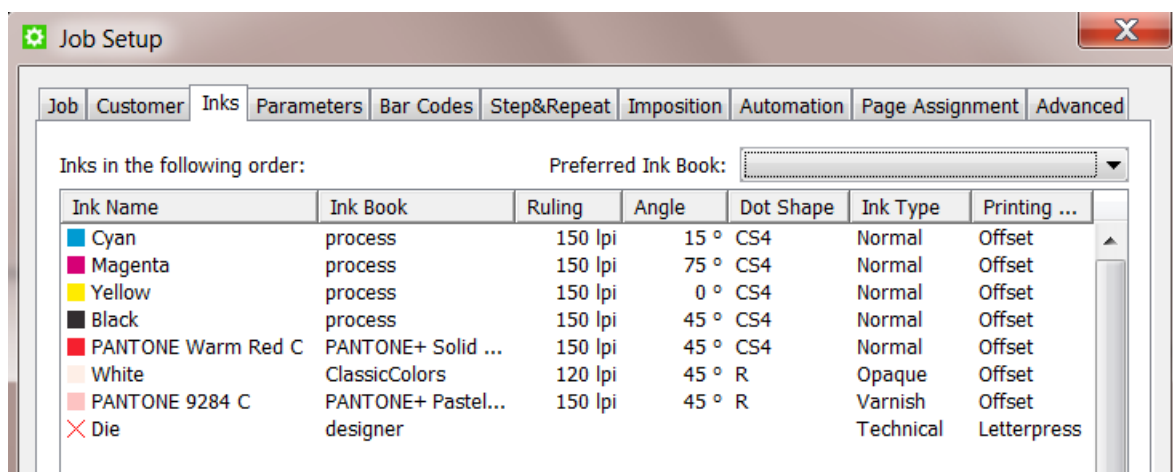 Job Setup
Job Customer Inks Parameters Bar Codes Step&Repeat Imposition Automation Page Assignment Advanced
Inks in the following order: Preferred Ink Book:
Ink Name Ink Book Ruling Angle Dot Shape Ink Type Printing ...
Cyan process 150 lpi 15 ° CS4 Normal Offset
Magenta process 150 lpi 75 ° CS4 Normal Offset
Yellow process 150 lpi 0 ° CS4 Normal Offset
Black process 150 lpi 45 ° CS4 Normal Offset
PANTONE Warm Red C PANTONE+ Solid ... 150 lpi 45 ° CS4 Normal Offset
White ClassicColors 120 lpi 45 ° R Opaque Offset
PANTONE 9284 C PANTONE+ Pastel... 150 lpi 45 ° R Varnish Offset
Die designer Technical Letterpress